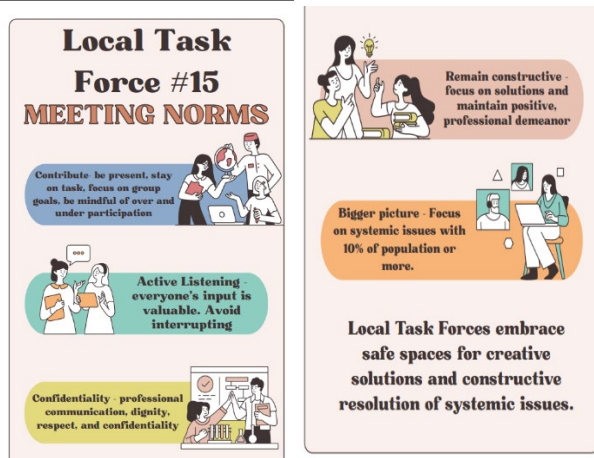 Local Task
Force #15
MEETING NORMS
Contribute- be present, stay
on task, focus on group
goals, be mindful of over and
under participation
Active Listening -
everyone's input is
valuable. Avoid
interrupting
Confidentiality - professional
communication, dignity,
respect, and confidentiality
Remain constructive -
focus on solutions and
maintain positive,
professional demeanor
Bigger picture - Focus
on systemic issues with
10% of population or
more.
Local Task Forces embrace
safe spaces for creative
solutions and constructive
resolution of systemic issues.